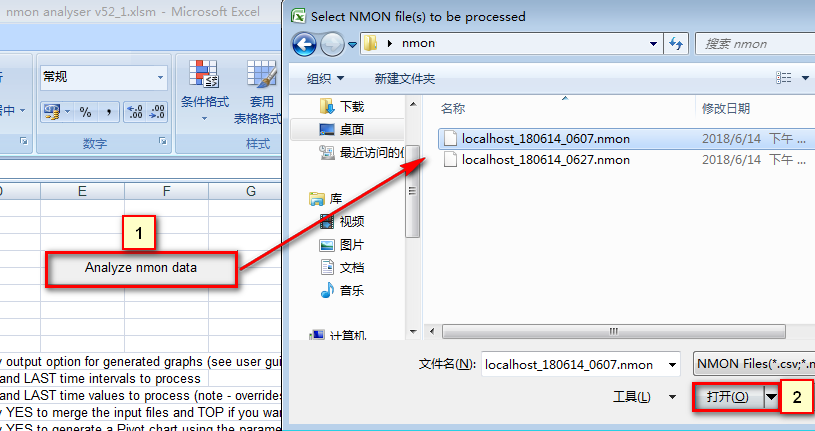 nmon analyser v52_1.xlsm - Microsoft Excel
常规
% ,
.00
.00
数字
条件格式
套用
表格格式
样式
E F G
1
Analyze nmon data
output option for generated graphs (see user gui
and LAST time intervals to process
and LAST time values to process (note - overrides
YES to merge the input files and TOP if you wan
YES to generate a Pivot chart using the parame
Select NMON file(s) to be processed
nmon
搜索 nmon
组织
新建文件夹
下载
桌面
最近访问的
库
视频
图片
文档
音乐
计算机
名称 修改日期
localhost_180614_0607.nmon 2018/6/14 下午 ...
localhost_180614_0627.nmon 2018/6/14 下午 ...
文件名(N): localhost_180614_0607.nmon NMON Files(*.csv;*.n
工具(L) 打开(O) 2